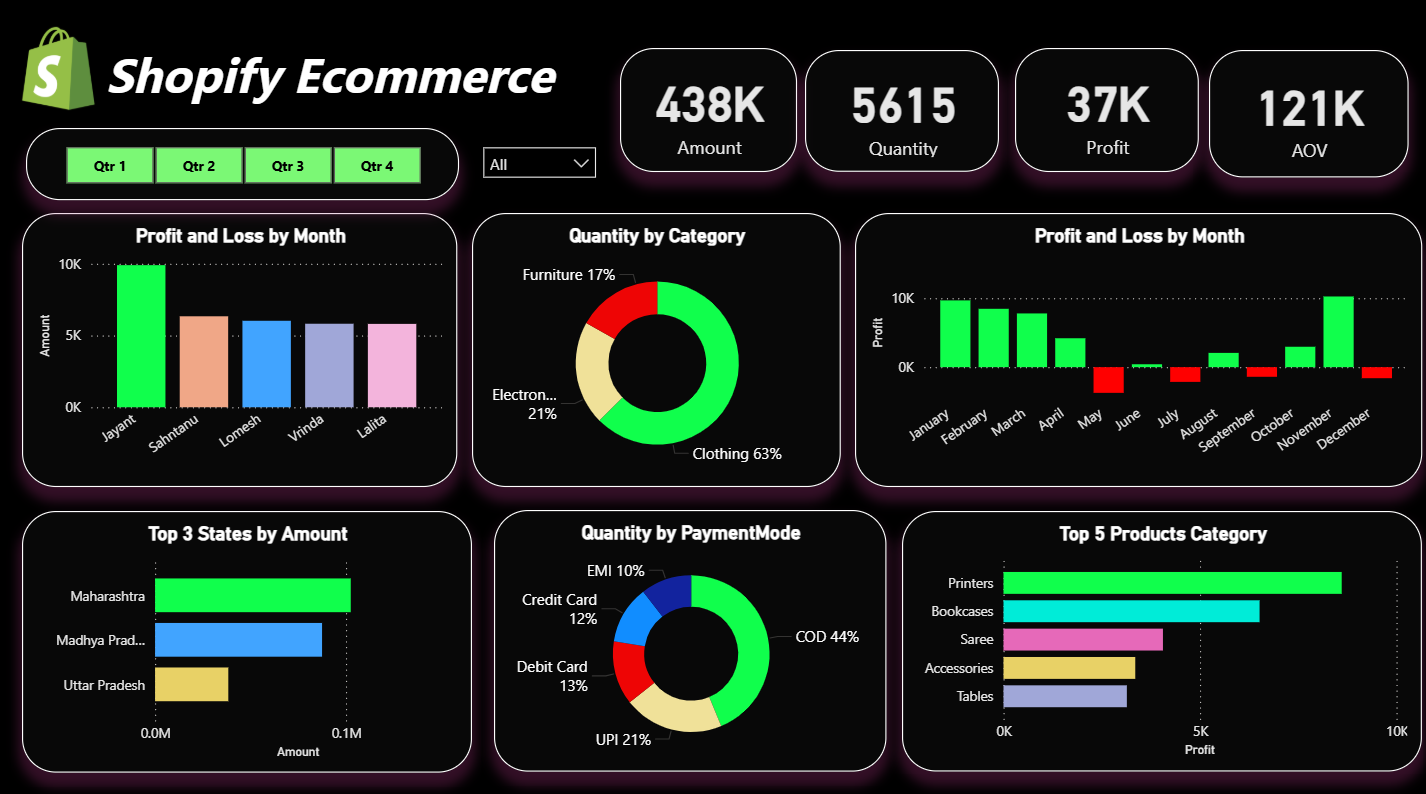 S
Shopify Ecommerce
438K
Amount
5615
Quantity
37K
Profit
121K
AOV
Qtr 1
Qtr 2
Qtr 3
Qtr 4
All
Profit and Loss by Month
Amount
10K
5K
0K
Jayant
Sahntanu
Lomesh
Vrinda
Lalita
Quantity by Category
Furniture 17%
Electron...
21%
Clothing 63%
Profit and Loss by Month
Profit
10K
0K
January
February
March
April
May
June
July
August
September
October
November
December
Top 3 States by Amount
Maharashtra
Madhya Prad...
Uttar Pradesh
0.0M
0.1M
Amount
Quantity by PaymentMode
EMI 10%
Credit Card
12%
Debit Card
13%
UPI 21%
COD 44%
Top 5 Products Category
Printers
Bookcases
Saree
Accessories
Tables
0K
5K
10K
Profit